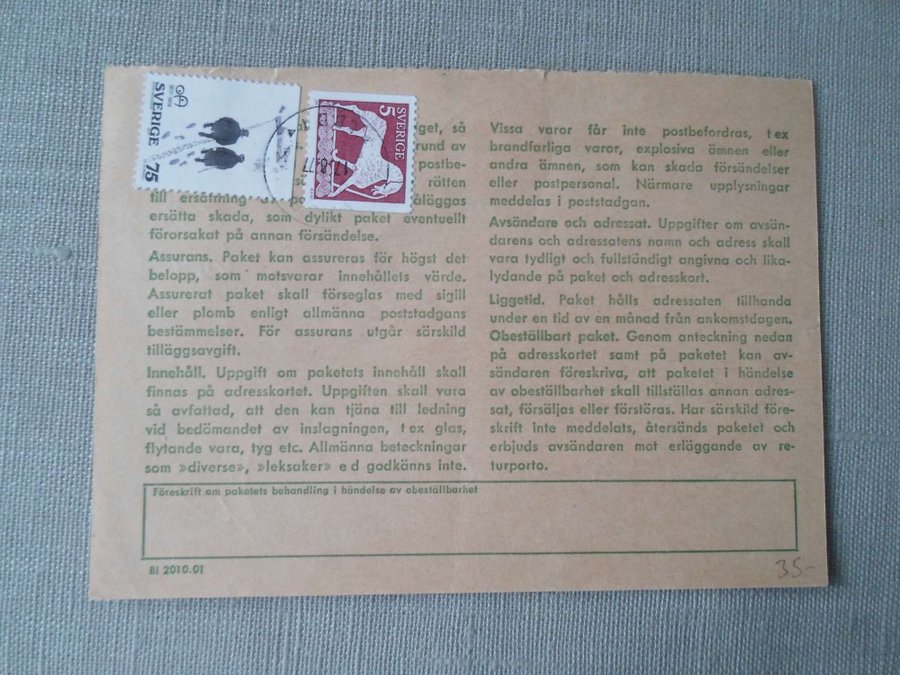 SVERIGE 75
SVERIGE 5
get, så
rund av
postbe-
rätten
till ersättning
åläggas
ersätta skada, som dylikt paket eventuellt
förorsakat på annan försändelse.
Assurans. Paket kan assureras för högst det
belopp, som motsvarar innehållets värde.
Assurerat paket skall förseglas med sigill
eller plomb enligt allmänna poststadgans
bestämmelser. För assurans utgår särskild
tilläggsavgift.
Innehåll. Uppgift om paketets innehåll skall
finnas på adresskortet. Uppgiften skall vara
så avfattad, att den kan tjäna till ledning
vid bedömandet av inslagningen, t ex glas,
flytande vara, tyg etc. Allmänna beteckningar
som »diverse», »leksaker» e d godkänns inte.
Vissa varor får inte postbefordras, t ex
brandfarliga varor, explosiva ämnen eller
andra ämnen, som kan skada försändelser
eller postpersonal. Närmare upplysningar
meddelas i poststadgan.
Avsändare och adressat. Uppgifter om avsän-
darens och adressatens namn och adress skall
vara tydligt och fullständigt angivna och lika-
lydande på paket och adresskort.
Liggetid. Paket hålls adressaten tillhanda
under en tid av en månad från ankomstdagen.
Obeställbart paket. Genom anteckning nedan
på adresskortet samt på paketet kan av-
sändaren föreskriva, att paketet i händelse
av obeställbarhet skall tillställas annan adres-
sat, försäljas eller förstöras. Har särskild före-
skrift inte meddelats, återsänds paketet och
erbjuds avsändaren mot erläggande av re-
turporto.
Föreskrift om paketets behandling i händelse av obeställbarhet
Bl 2010.01
35-